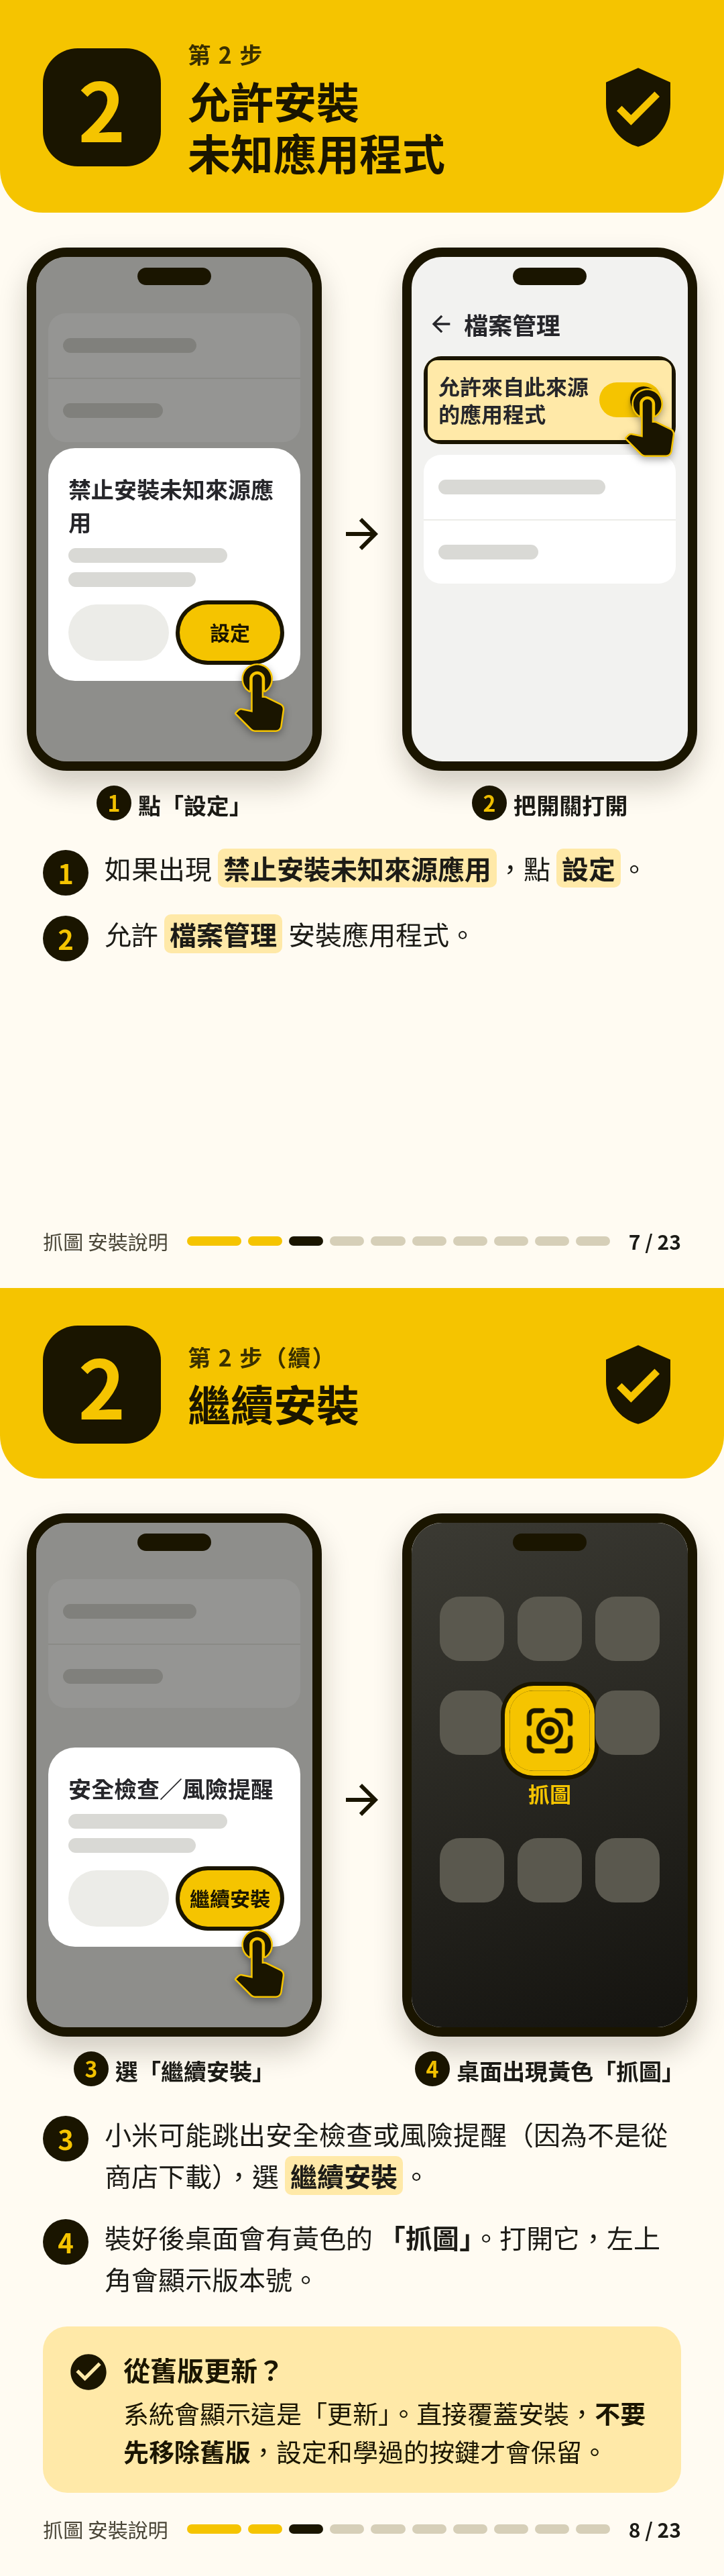 2
第 2 步
允許安裝
未知應用程式
禁止安裝未知來源應
用
設定
檔案管理
允許來自此來源
的應用程式
1 點「設定」
2 把開關打開
1 如果出現 禁止安裝未知來源應用，點 設定。
2 允許 檔案管理 安裝應用程式。
抓圖 安裝說明
7 / 23
2
第 2 步（續）
繼續安裝
安全檢查／風險提醒
繼續安裝
抓圖
3 選「繼續安裝」
4 桌面出現黃色「抓圖」
3 小米可能跳出安全檢查或風險提醒（因為不是從
商店下載），選 繼續安裝。
4 裝好後桌面會有黃色的 「抓圖」。打開它，左上
角會顯示版本號。
從舊版更新？
系統會顯示這是「更新」。直接覆蓋安裝，不要
先移除舊版，設定和學過的按鍵才會保留。
抓圖 安裝說明
8 / 23